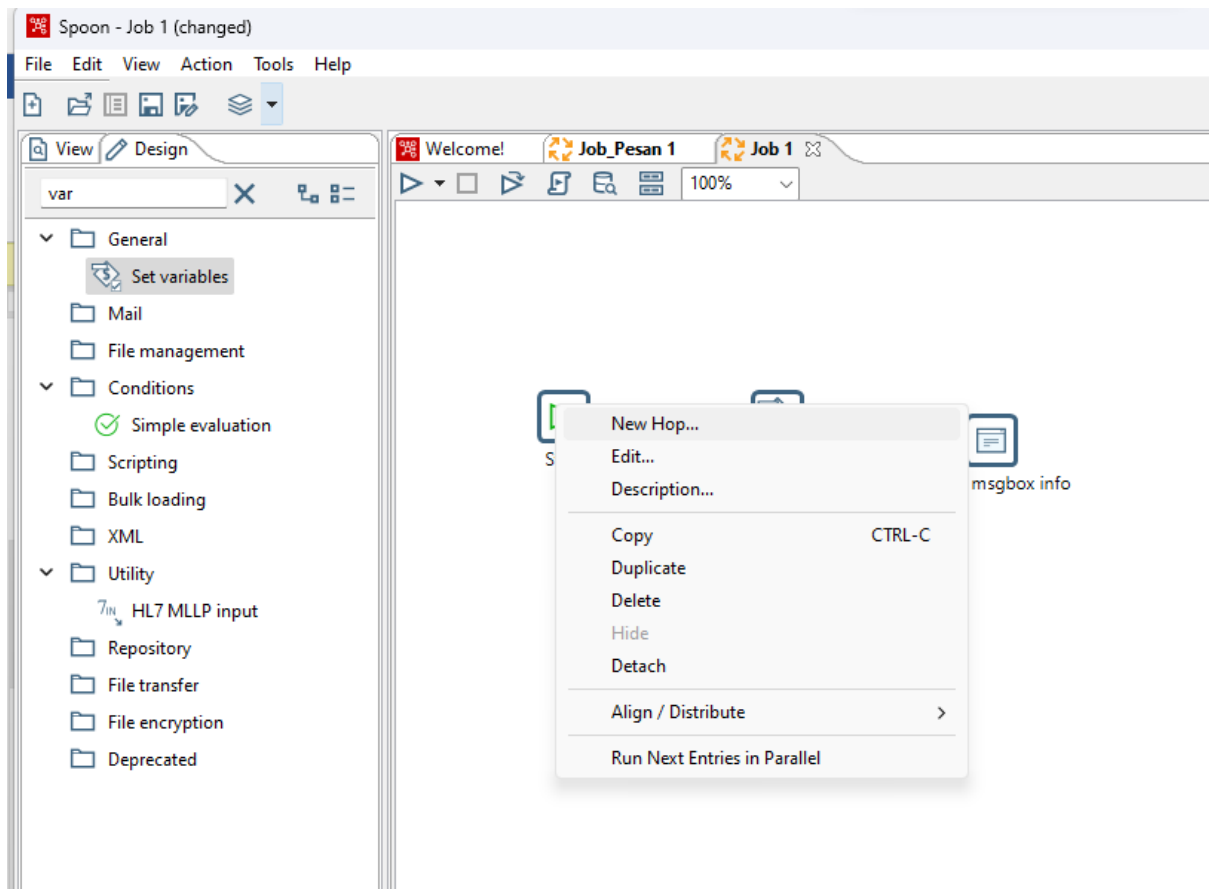 Spoon - Job 1 (changed)
File Edit View Action Tools Help
View Design
Welcome! Job_Pesan 1 Job 1
var
100%
General
Set variables
Mail
File management
Conditions
Simple evaluation
Scripting
Bulk loading
XML
Utility
HL7 MLLP input
Repository
File transfer
File encryption
Deprecated
New Hop...
Edit...
Description...
Copy CTRL-C
Duplicate
Delete
Hide
Detach
Align / Distribute
Run Next Entries in Parallel
msgbox info